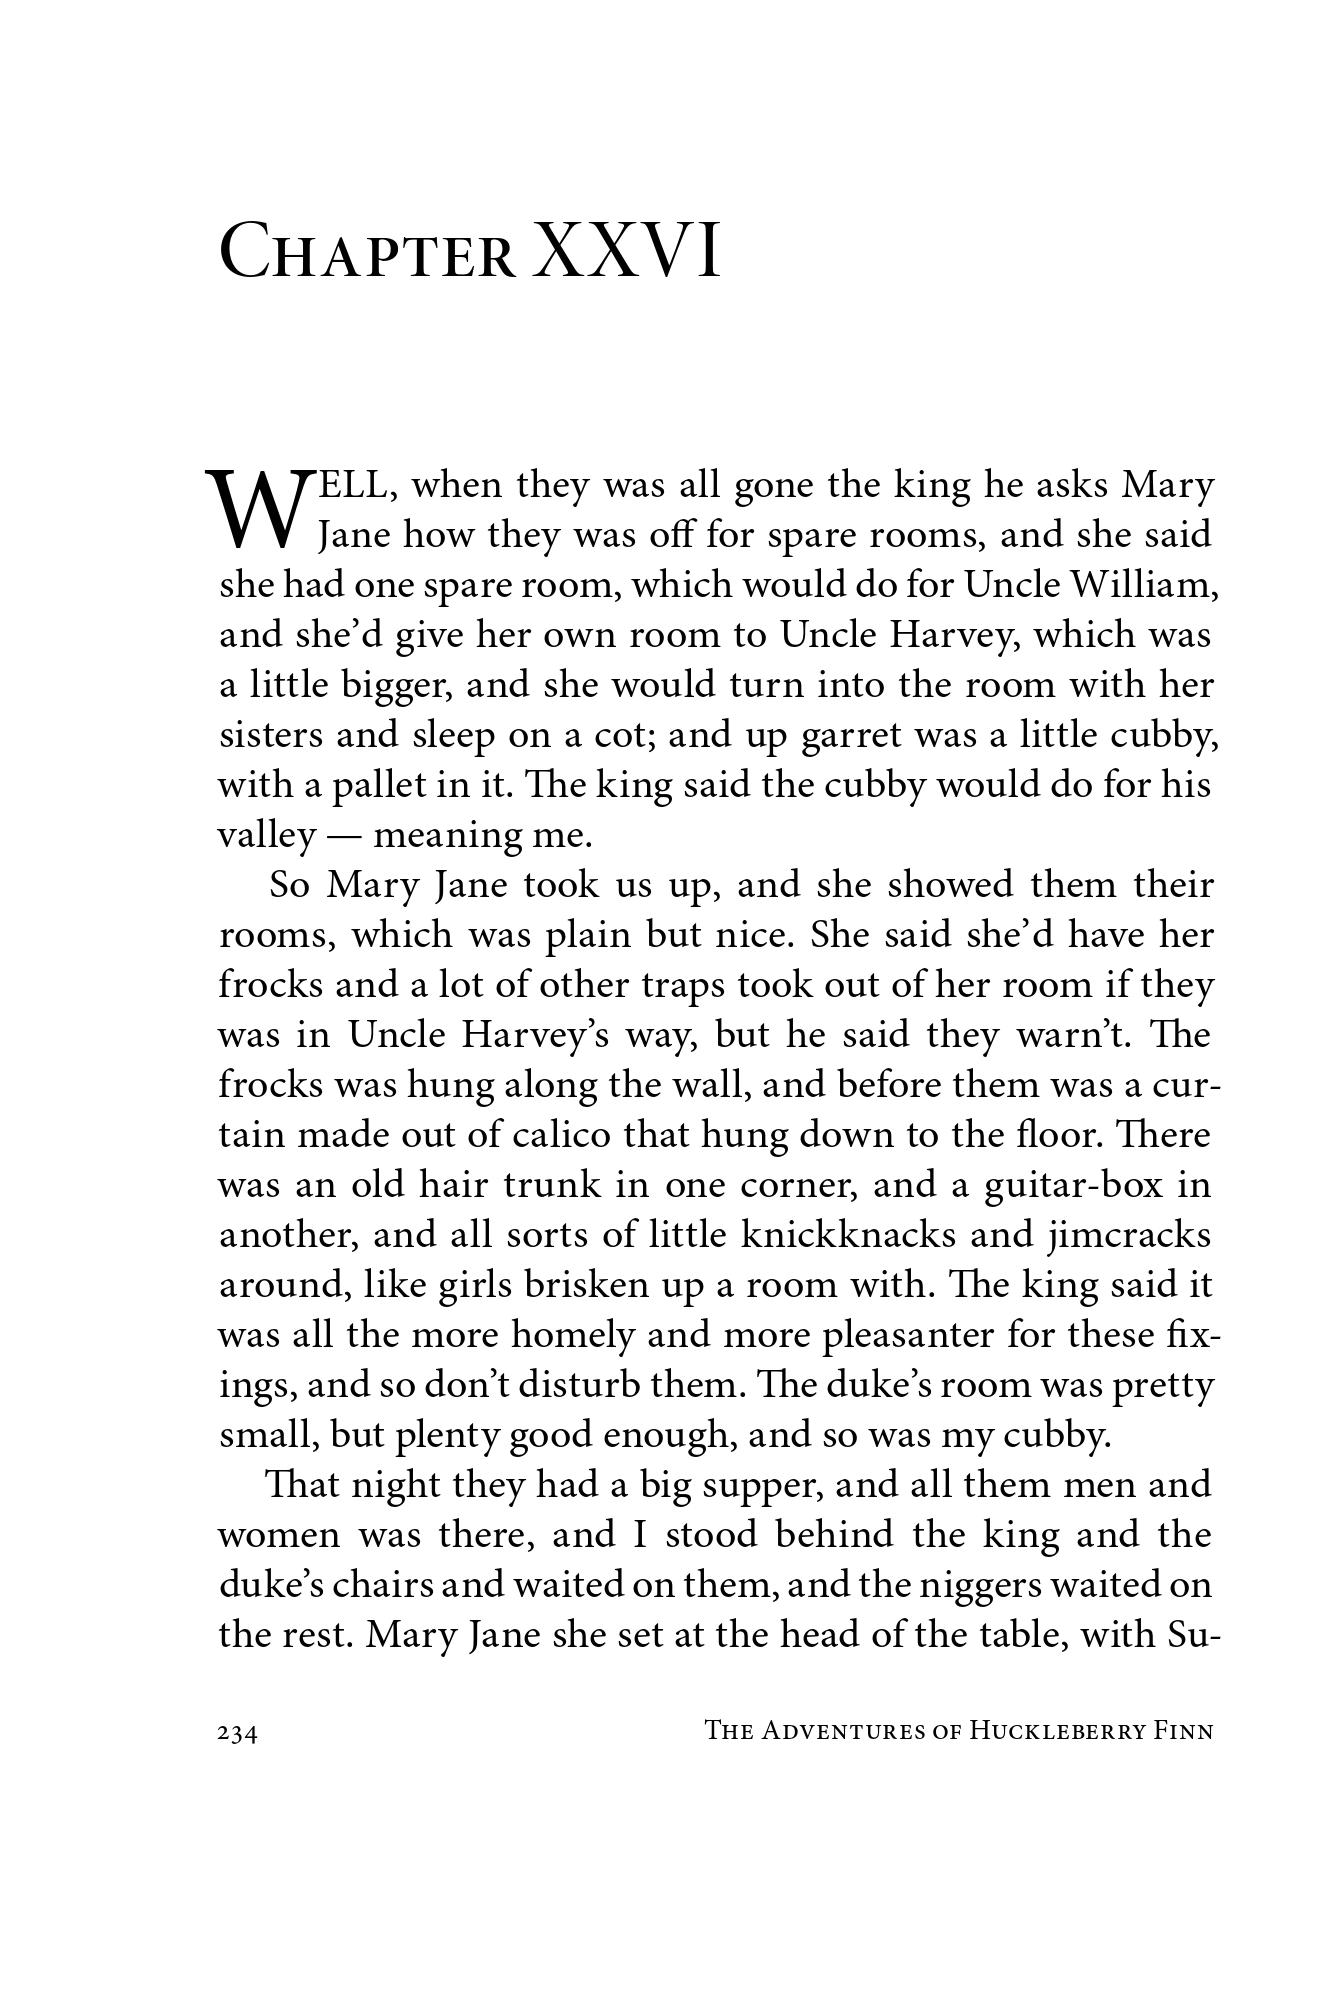 Chapter XXVI
WELL, when they was all gone the king he asks Mary
Jane how they was off for spare rooms, and she said
she had one spare room, which would do for Uncle William,
and she’d give her own room to Uncle Harvey, which was
a little bigger, and she would turn into the room with her
sisters and sleep on a cot; and up garret was a little cubby,
with a pallet in it. The king said the cubby would do for his
valley — meaning me.
So Mary Jane took us up, and she showed them their
rooms, which was plain but nice. She said she’d have her
frocks and a lot of other traps took out of her room if they
was in Uncle Harvey’s way, but he said they warn’t. The
frocks was hung along the wall, and before them was a cur-
tain made out of calico that hung down to the floor. There
was an old hair trunk in one corner, and a guitar-box in
another, and all sorts of little knickknacks and jimcracks
around, like girls brisken up a room with. The king said it
was all the more homely and more pleasanter for these fix-
ings, and so don’t disturb them. The duke’s room was pretty
small, but plenty good enough, and so was my cubby.
That night they had a big supper, and all them men and
women was there, and I stood behind the king and the
duke’s chairs and waited on them, and the niggers waited on
the rest. Mary Jane she set at the head of the table, with Su-
234 The Adventures of Huckleberry Finn